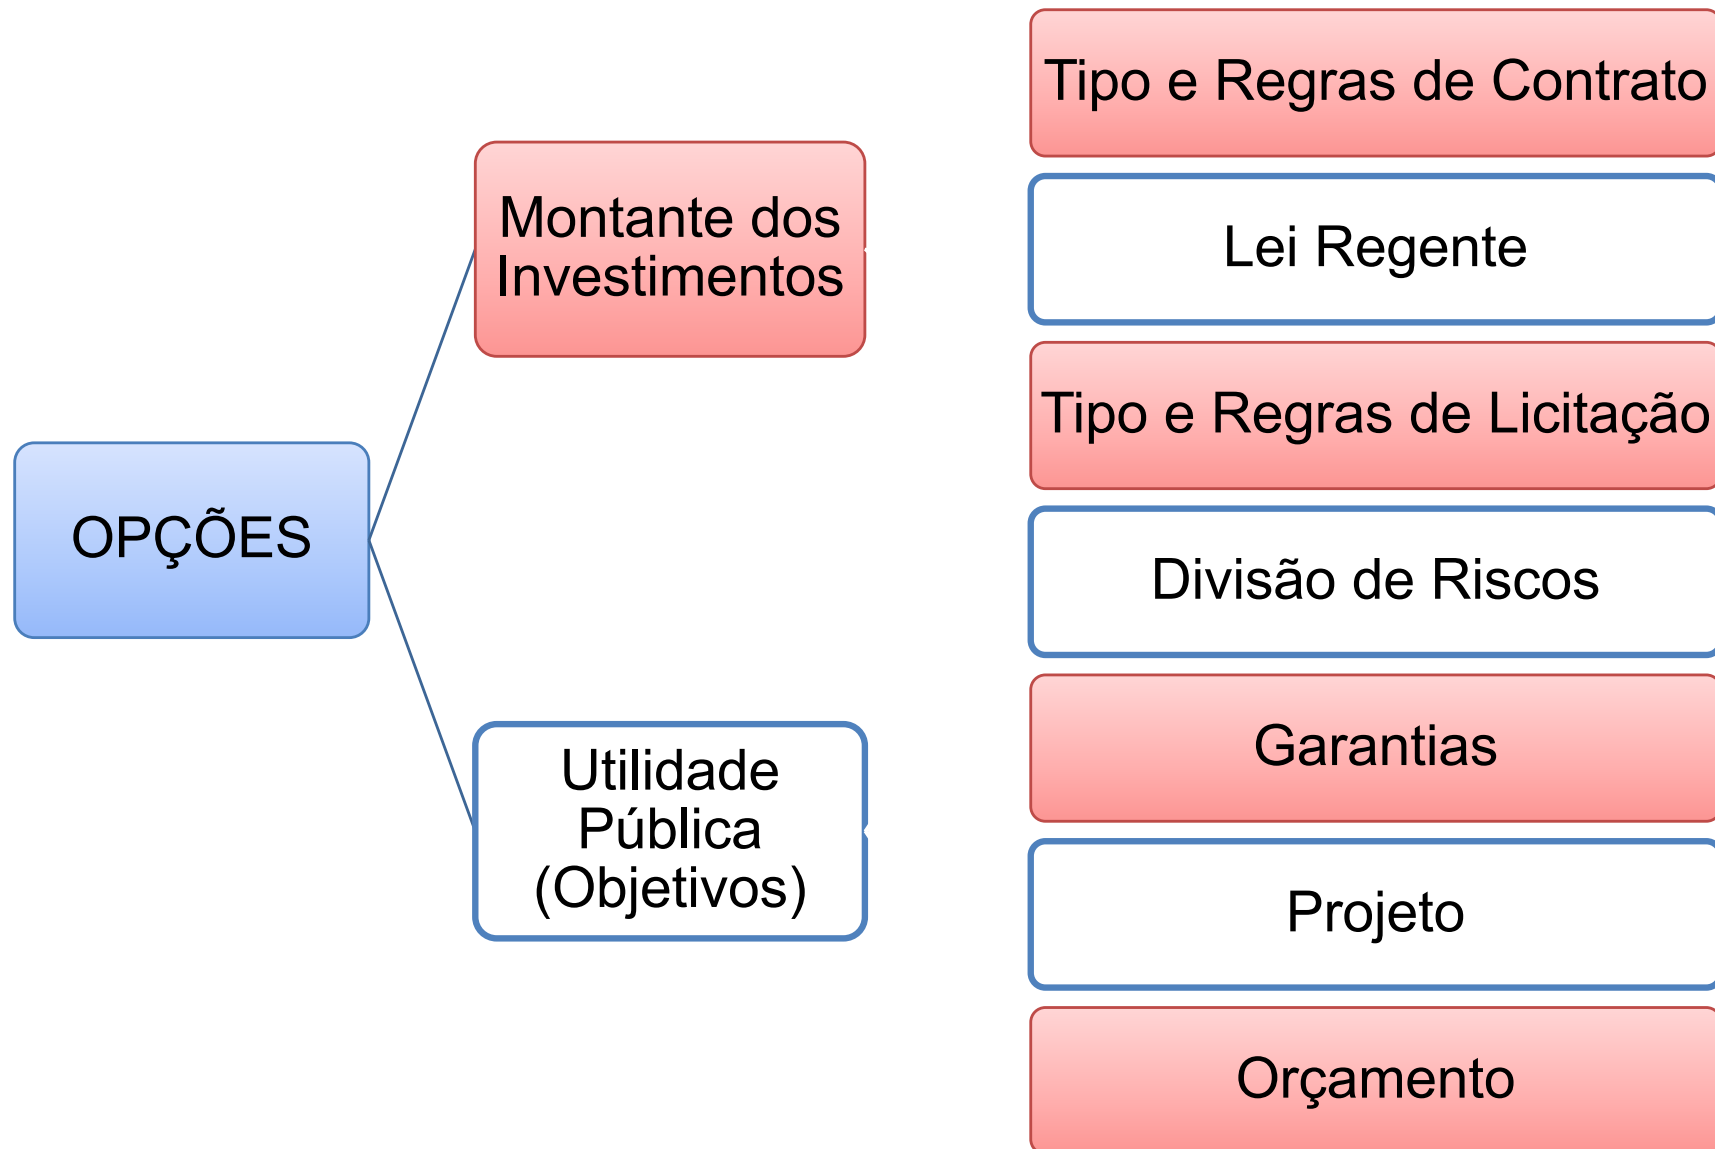 OPÇÕES
Montante dos
Investimentos
Utilidade
Pública
(Objetivos)
Tipo e Regras de Contrato
Lei Regente
Tipo e Regras de Licitação
Divisão de Riscos
Garantias
Projeto
Orçamento